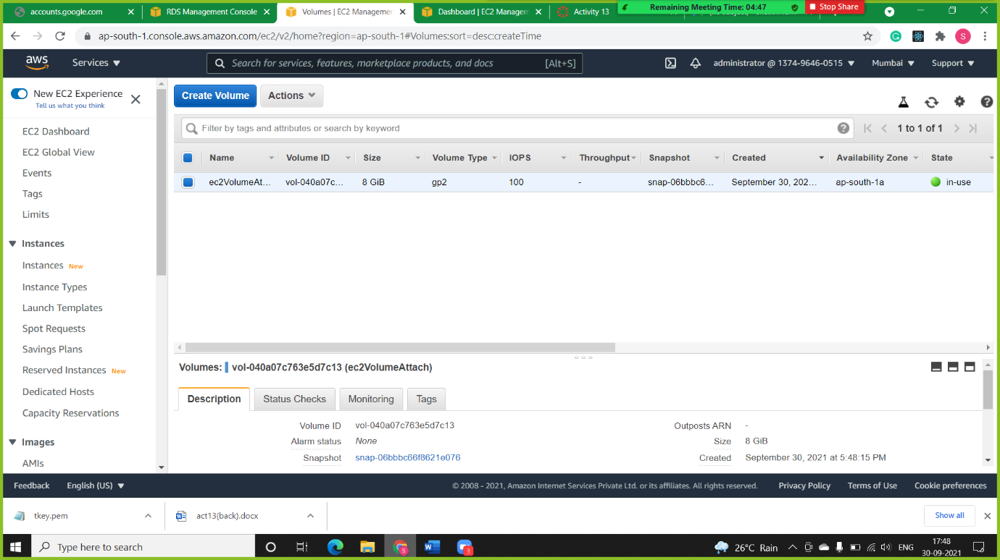 accounts.google.com
RDS Management Console
Volumes | EC2 Managemen
Dashboard | EC2 Managem
Activity 13
Remaining Meeting Time: 04:47
Stop Share
ap-south-1.console.aws.amazon.com/ec2/v2/home?region=ap-south-1#Volumes:sort=desc:createTime
S
aws
Services
Search for services, features, marketplace products, and docs
[Alt+S]
administrator @ 1374-9646-0515
Mumbai
Support
New EC2 Experience
Tell us what you think
EC2 Dashboard
EC2 Global View
Events
Tags
Limits
Instances
Instances New
Instance Types
Launch Templates
Spot Requests
Savings Plans
Reserved Instances New
Dedicated Hosts
Capacity Reservations
Images
AMIs
Create Volume
Actions
Filter by tags and attributes or search by keyword
1 to 1 of 1
Name Volume ID Size Volume Type IOPS Throughput Snapshot Created Availability Zone State
ec2VolumeAt... vol-040a07c... 8 GiB gp2 100 - snap-06bbbc6... September 30, 202... ap-south-1a in-use
Volumes: vol-040a07c763e5d7c13 (ec2VolumeAttach)
Description Status Checks Monitoring Tags
Volume ID vol-040a07c763e5d7c13
Alarm status None
Snapshot snap-06bbbc66f8621e076
Outposts ARN -
Size 8 GiB
Created September 30, 2021 at 5:48:15 PM
Feedback
English (US)
© 2008 - 2021, Amazon Internet Services Private Ltd. or its affiliates. All rights reserved.
Privacy Policy
Terms of Use
Cookie preferences
tkey.pem
act13(back).docx
Show all
Type here to search
26°C Rain
ENG
17:48
30-09-2021